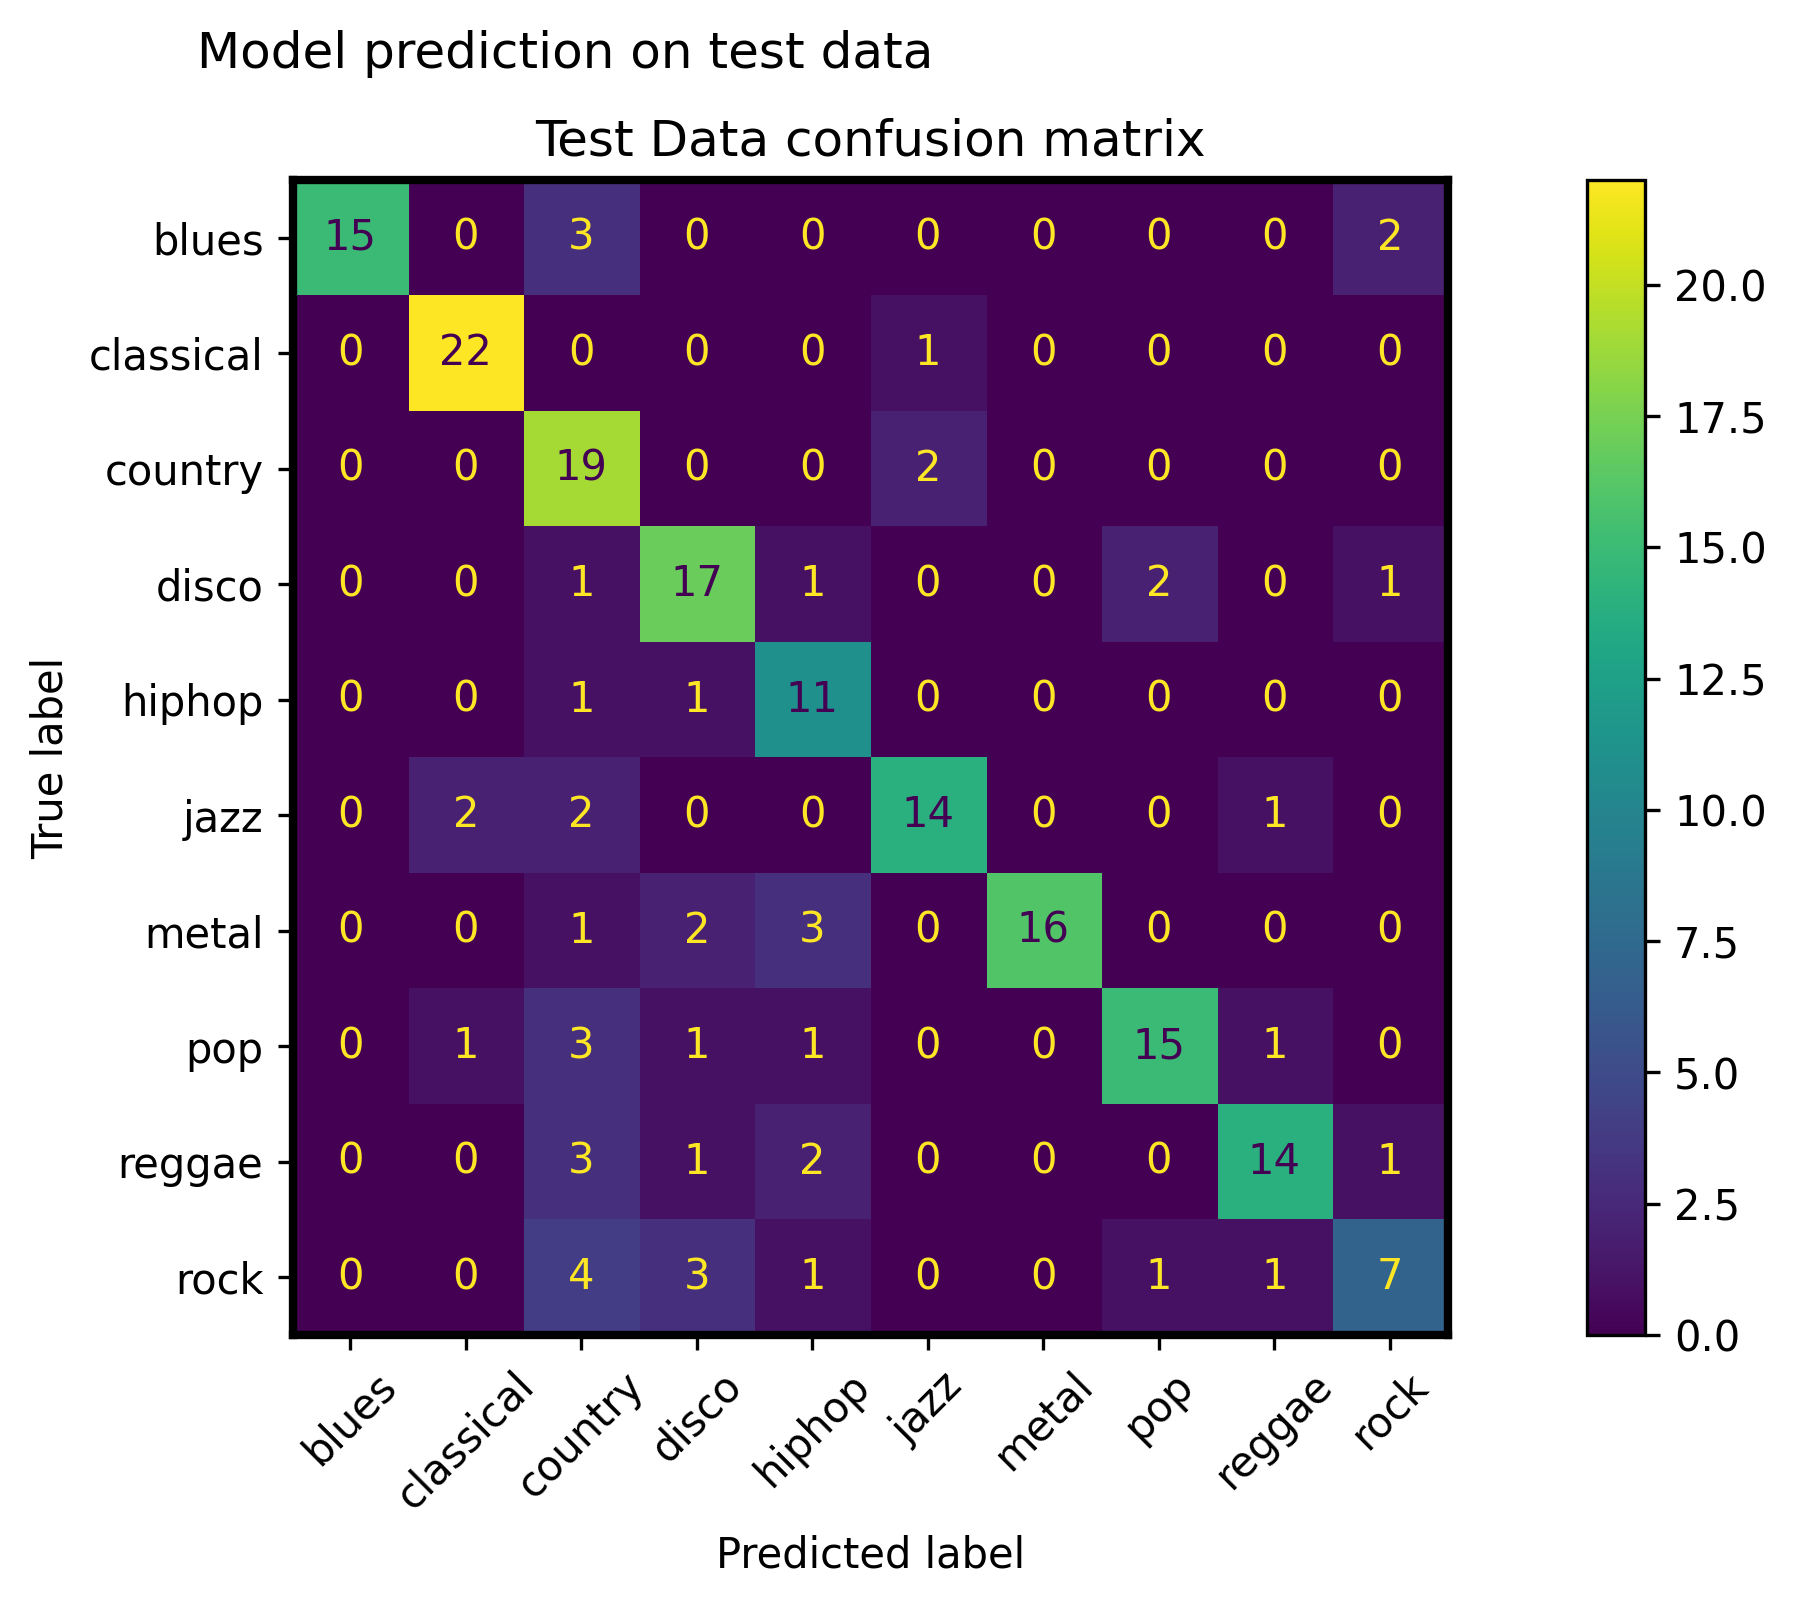 Model prediction on test data
Test Data confusion matrix
blues 15 0 3 0 0 0 0 0 0 2
classical 0 22 0 0 0 1 0 0 0 0
country 0 0 19 0 0 2 0 0 0 0
disco 0 0 1 17 1 0 0 2 0 1
hiphop 0 0 1 1 11 0 0 0 0 0
jazz 0 2 2 0 0 14 0 0 1 0
metal 0 0 1 2 3 0 16 0 0 0
pop 0 1 3 1 1 0 0 15 1 0
reggae 0 0 3 1 2 0 0 0 14 1
rock 0 0 4 3 1 0 0 1 1 7
True label
blues classical country disco hiphop jazz metal pop reggae rock
Predicted label
20.0
17.5
15.0
12.5
10.0
7.5
5.0
2.5
0.0